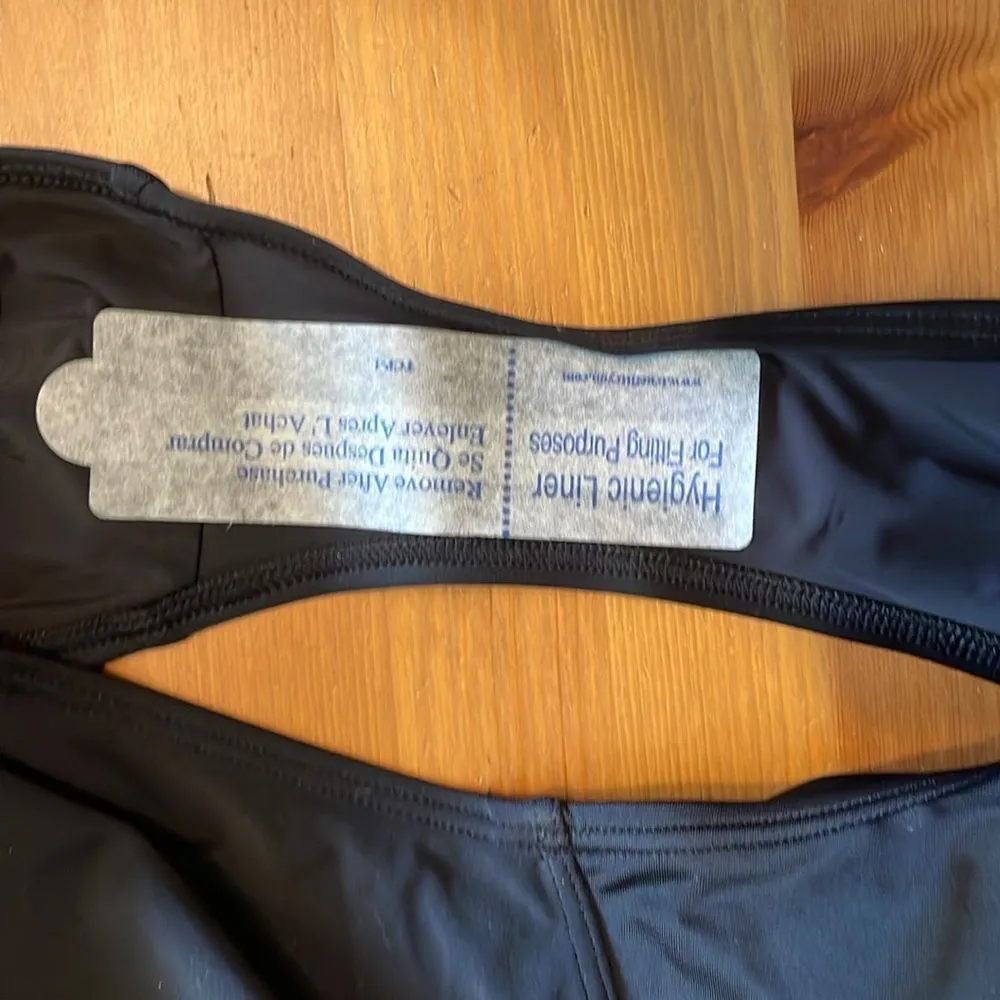 Hygienic Liner
For Fitting Purposes
Remove After Purchase
Se Quita Despues de Comprar
Enlever Apres L' Achat